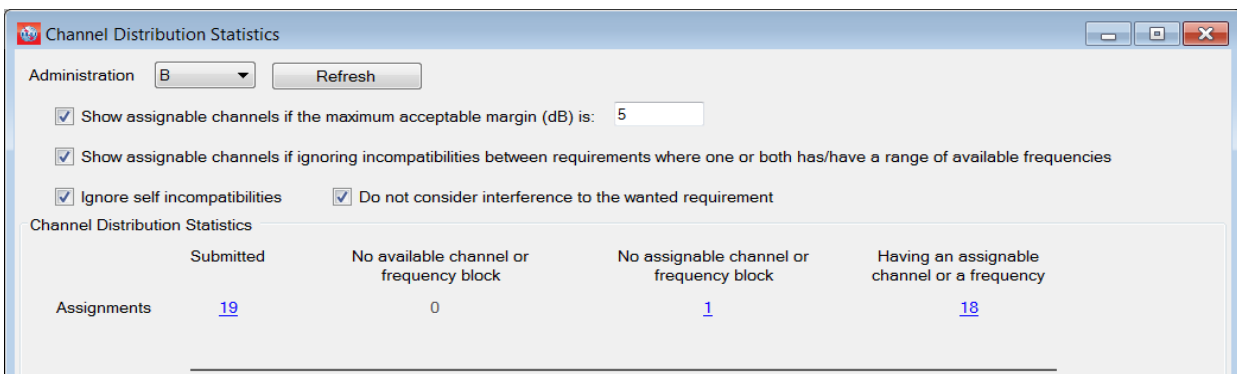 Channel Distribution Statistics
Administration B Refresh
Show assignable channels if the maximum acceptable margin (dB) is: 5
Show assignable channels if ignoring incompatibilities between requirements where one or both has/have a range of available frequencies
Ignore self incompatibilities Do not consider interference to the wanted requirement
Channel Distribution Statistics
Submitted No available channel or No assignable channel or Having an assignable
frequency block frequency block channel or a frequency
Assignments 19 0 1 18